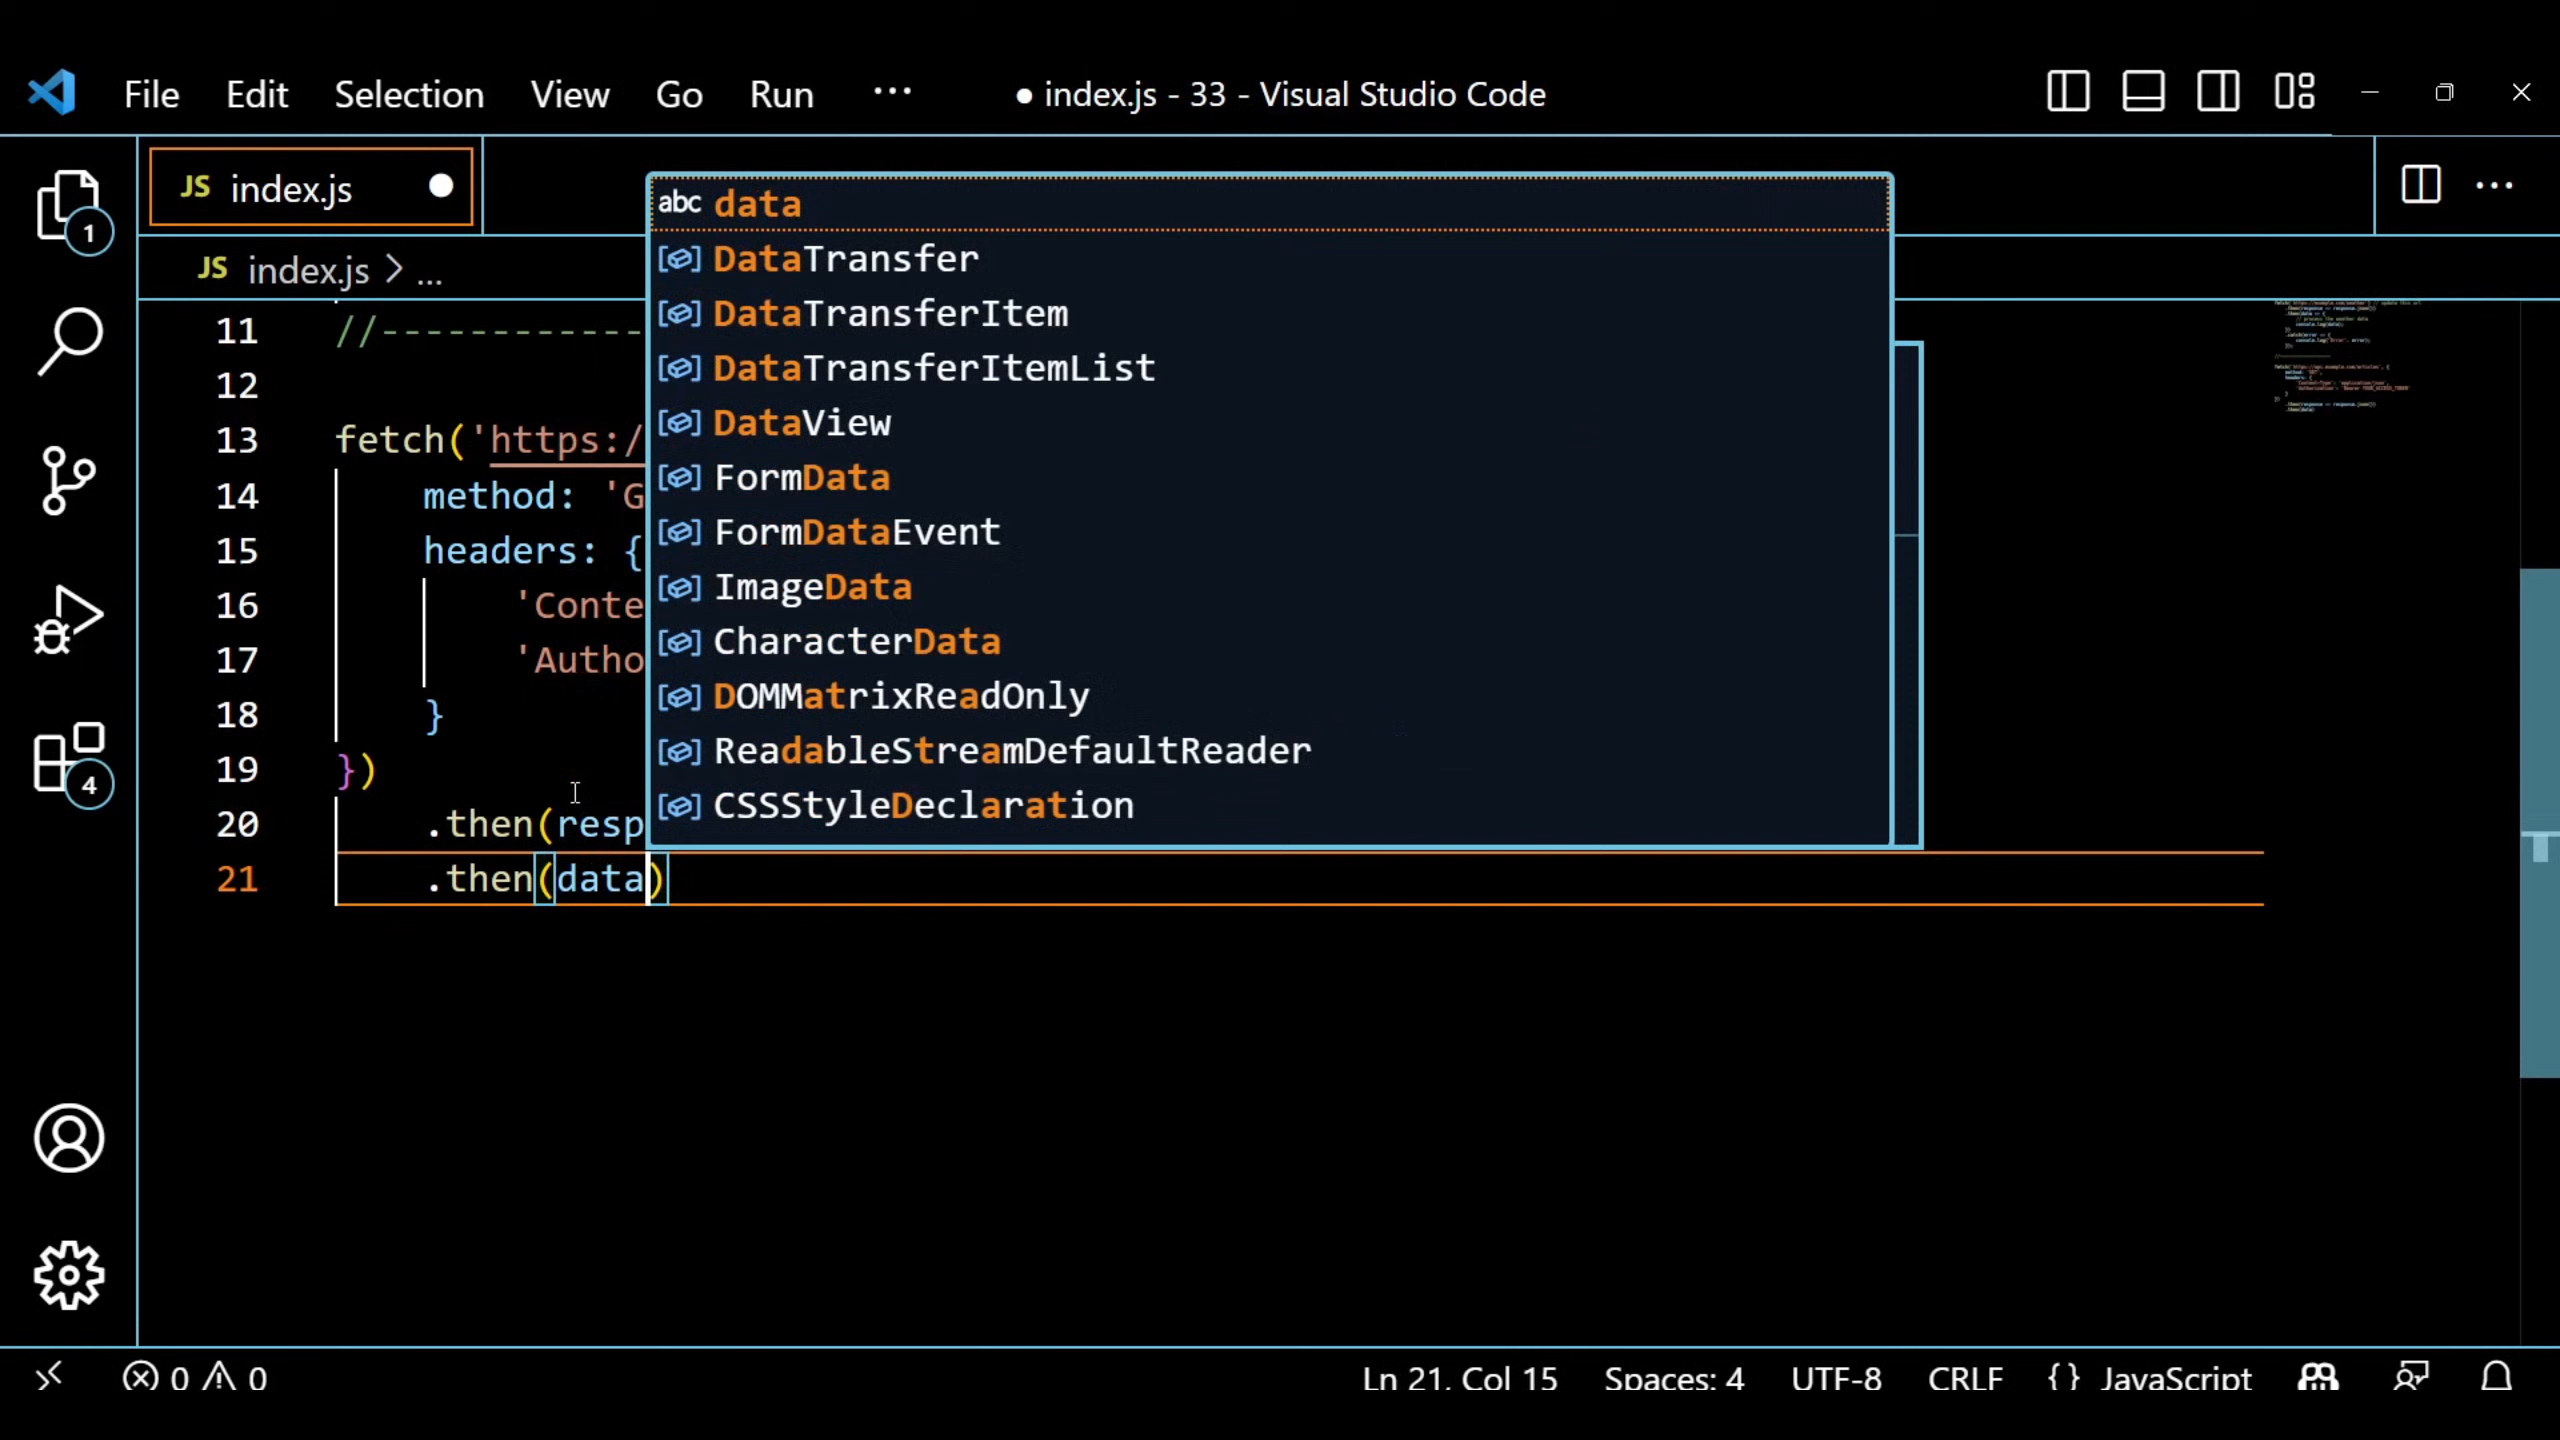 File Edit Selection View Go Run ··· ● index.js - 33 - Visual Studio Code
JS index.js ●
JS index.js > ...
1
4
abc data
DataTransfer
DataTransferItem
DataTransferItemList
DataView
FormData
FormDataEvent
ImageData
CharacterData
DOMMatrixReadOnly
ReadableStreamDefaultReader
CSSStyleDeclaration
11 //------------
12
13 fetch('https:/
14 method: 'G
15 headers: {
16 'Conte
17 'Autho
18 }
19 })
20 .then(resp
21 .then(data)
0 0 Ln 21, Col 15 Spaces: 4 UTF-8 CRLF {} JavaScript